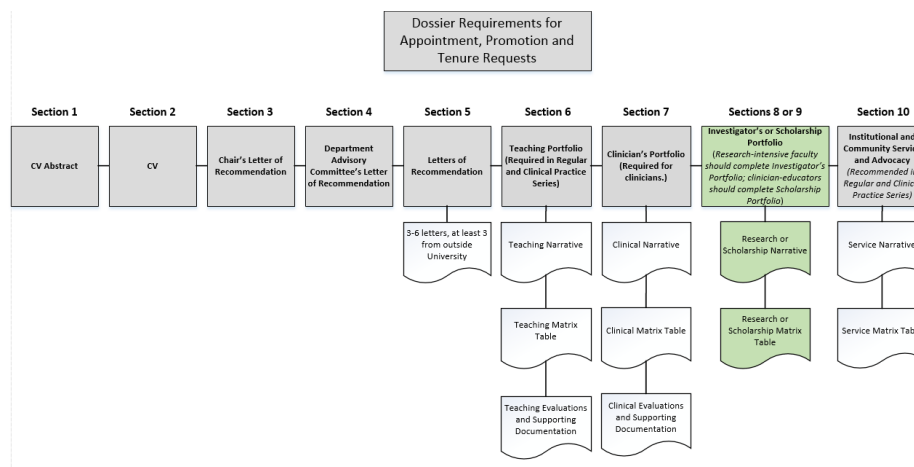 Dossier Requirements for
Appointment, Promotion and
Tenure Requests
Section 1
Section 2
Section 3
Section 4
Section 5
Section 6
Section 7
Sections 8 or 9
Section 10
CV Abstract
CV
Chair's Letter of
Recommendation
Department
Advisory
Committee's Letter
of Recommendation
Letters of
Recommendation
Teaching Portfolio
(Required in Regular
and Clinical Practice
Series)
Clinician's Portfolio
(Required for
clinicians.)
Investigator's or Scholarship
Portfolio
(Research-intensive faculty
should complete Investigator's
Portfolio; clinician-educators
should complete Scholarship
Portfolio)
Institutional and
Community Servic
and Advocacy
(Recommended in
Regular and Clinic
Practice Series)
3-6 letters, at least 3
from outside
University
Teaching Narrative
Clinical Narrative
Research or
Scholarship Narrative
Service Narrative
Teaching Matrix
Table
Clinical Matrix Table
Research or
Scholarship Matrix
Table
Service Matrix Tab
Teaching Evaluations
and Supporting
Documentation
Clinical Evaluations
and Supporting
Documentation